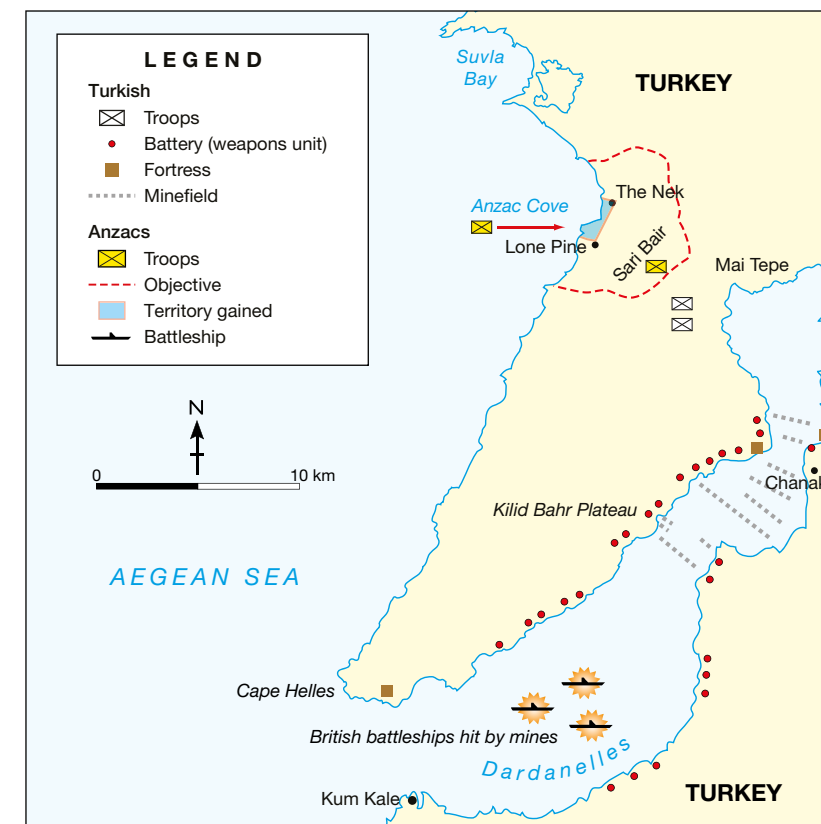 LEGEND
Turkish
Troops
Battery (weapons unit)
Fortress
Minefield
Anzacs
Troops
Objective
Territory gained
Battleship
N
0 10 km
Suvla
Bay
TURKEY
The Nek
Anzac Cove
Lone Pine
Sari Bair
Mai Tepe
Chanak
Kilid Bahr Plateau
AEGEAN SEA
Cape Helles
British battleships hit by mines
Dardanelles
Kum Kale
TURKEY